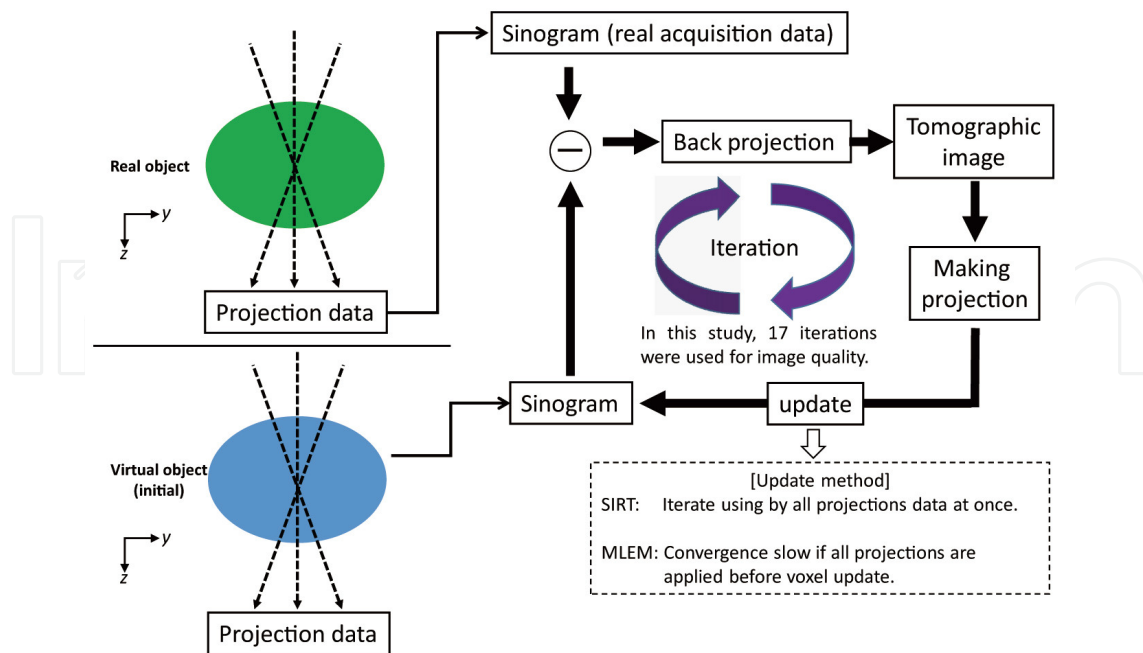 Sinogram (real acquisition data)
Real object
y
z
Projection data
−
Back projection
Tomographic
image
Iteration
Making
projection
In this study, 17 iterations
were used for image quality.
Sinogram
update
Virtual object
(initial)
y
z
Projection data
[Update method]
SIRT: Iterate using by all projections data at once.
MLEM: Convergence slow if all projections are
applied before voxel update.